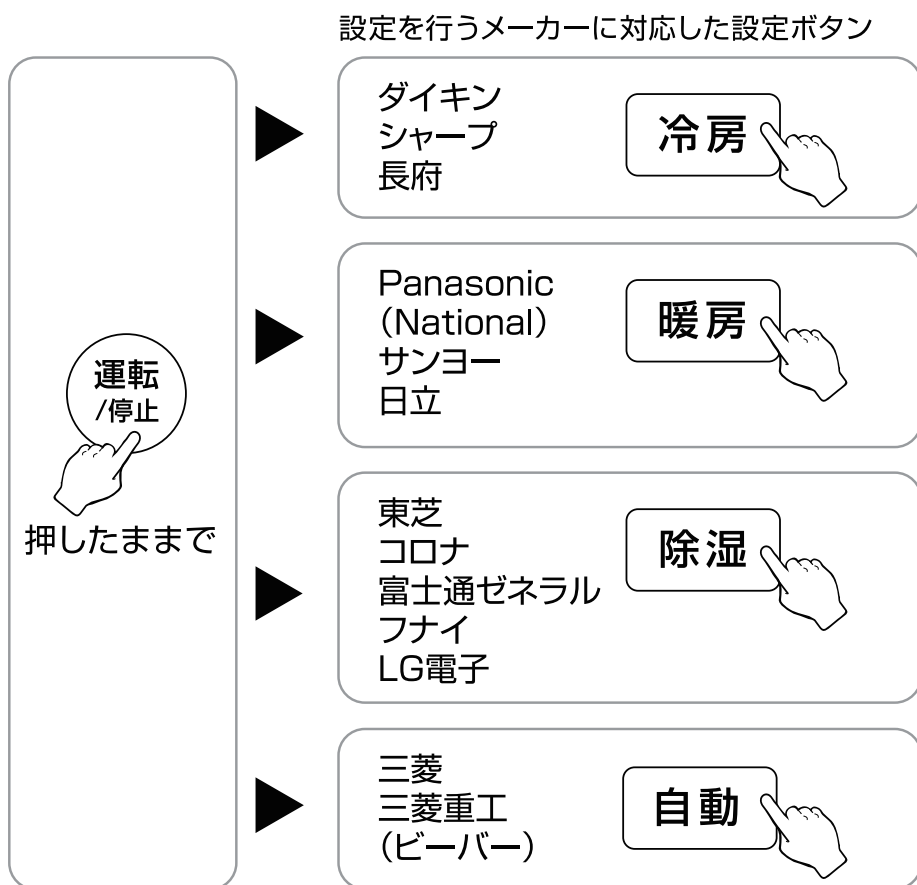 設定を行うメーカーに対応した設定ボタン
運転
/停止
押したままで
ダイキン
シャープ
長府
冷房
Panasonic
(National)
サンヨー
日立
暖房
東芝
コロナ
富士通ゼネラル
フナイ
LG電子
除湿
三菱
三菱重工
(ビーバー)
自動